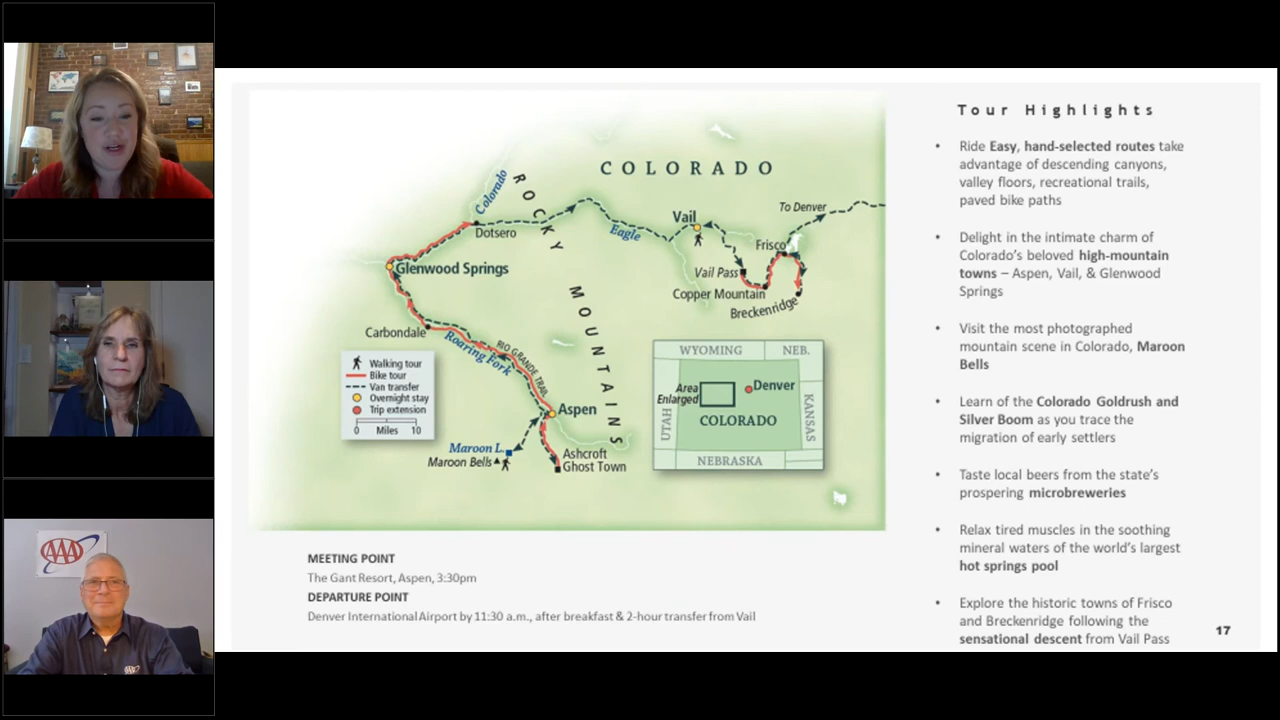 COLORADO
To Denver
Colorado
ROCKY MOUNTAINS
Vail
Dotsero
Eagle
Frisco
Glenwood Springs
Vail Pass
Copper Mountain
Breckenridge
Carbondale
Roaring Fork
RIO GRANDE TRAIL
Aspen
Maroon L.
Maroon Bells
Ashcroft
Ghost Town
Walking tour
Bike tour
Van transfer
Overnight stay
Trip extension
0 Miles 10
WYOMING
NEB.
Area
Enlarged
Denver
UTAH
COLORADO
KANSAS
NEBRASKA
MEETING POINT
The Gant Resort, Aspen, 3:30pm
DEPARTURE POINT
Denver International Airport by 11:30 a.m., after breakfast & 2-hour transfer from Vail
Tour Highlights
• Ride Easy, hand-selected routes take
advantage of descending canyons,
valley floors, recreational trails,
paved bike paths
• Delight in the intimate charm of
Colorado's beloved high-mountain
towns – Aspen, Vail, & Glenwood
Springs
• Visit the most photographed
mountain scene in Colorado, Maroon
Bells
• Learn of the Colorado Goldrush and
Silver Boom as you trace the
migration of early settlers
• Taste local beers from the state's
prospering microbreweries
• Relax tired muscles in the soothing
mineral waters of the world's largest
hot springs pool
• Explore the historic towns of Frisco
and Breckenridge following the
sensational descent from Vail Pass
17
AAA
AAA